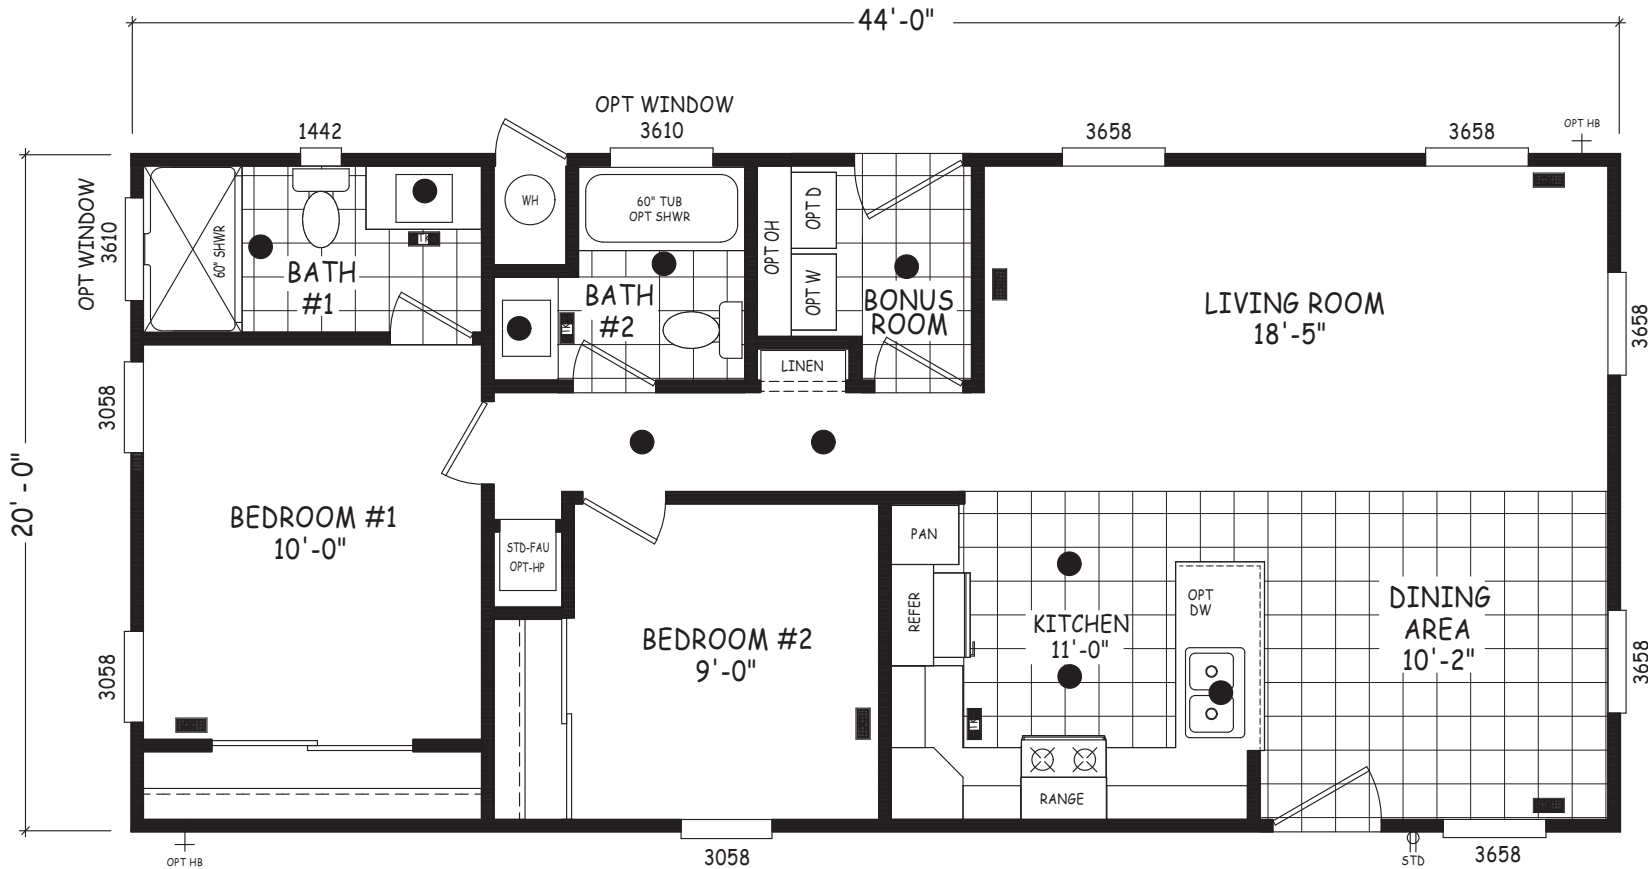 44'-0"
OPT WINDOW
1442
3610
3658
3658
OPT HB
OPT WINDOW
3610
60" SHWR
BATH
#1
WH
60" TUB
OPT SHWR
BATH
#2
OPT OH
OPT D
OPT W
BONUS
ROOM
LINEN
LIVING ROOM
18'-5"
3658
3058
20'-0"
BEDROOM #1
10'-0"
STD-FAU
OPT-HP
BEDROOM #2
9'-0"
PAN
REFER
KITCHEN
11'-0"
OPT
DW
DINING
AREA
10'-2"
3658
3058
RANGE
OPT HB
3058
STD
3658